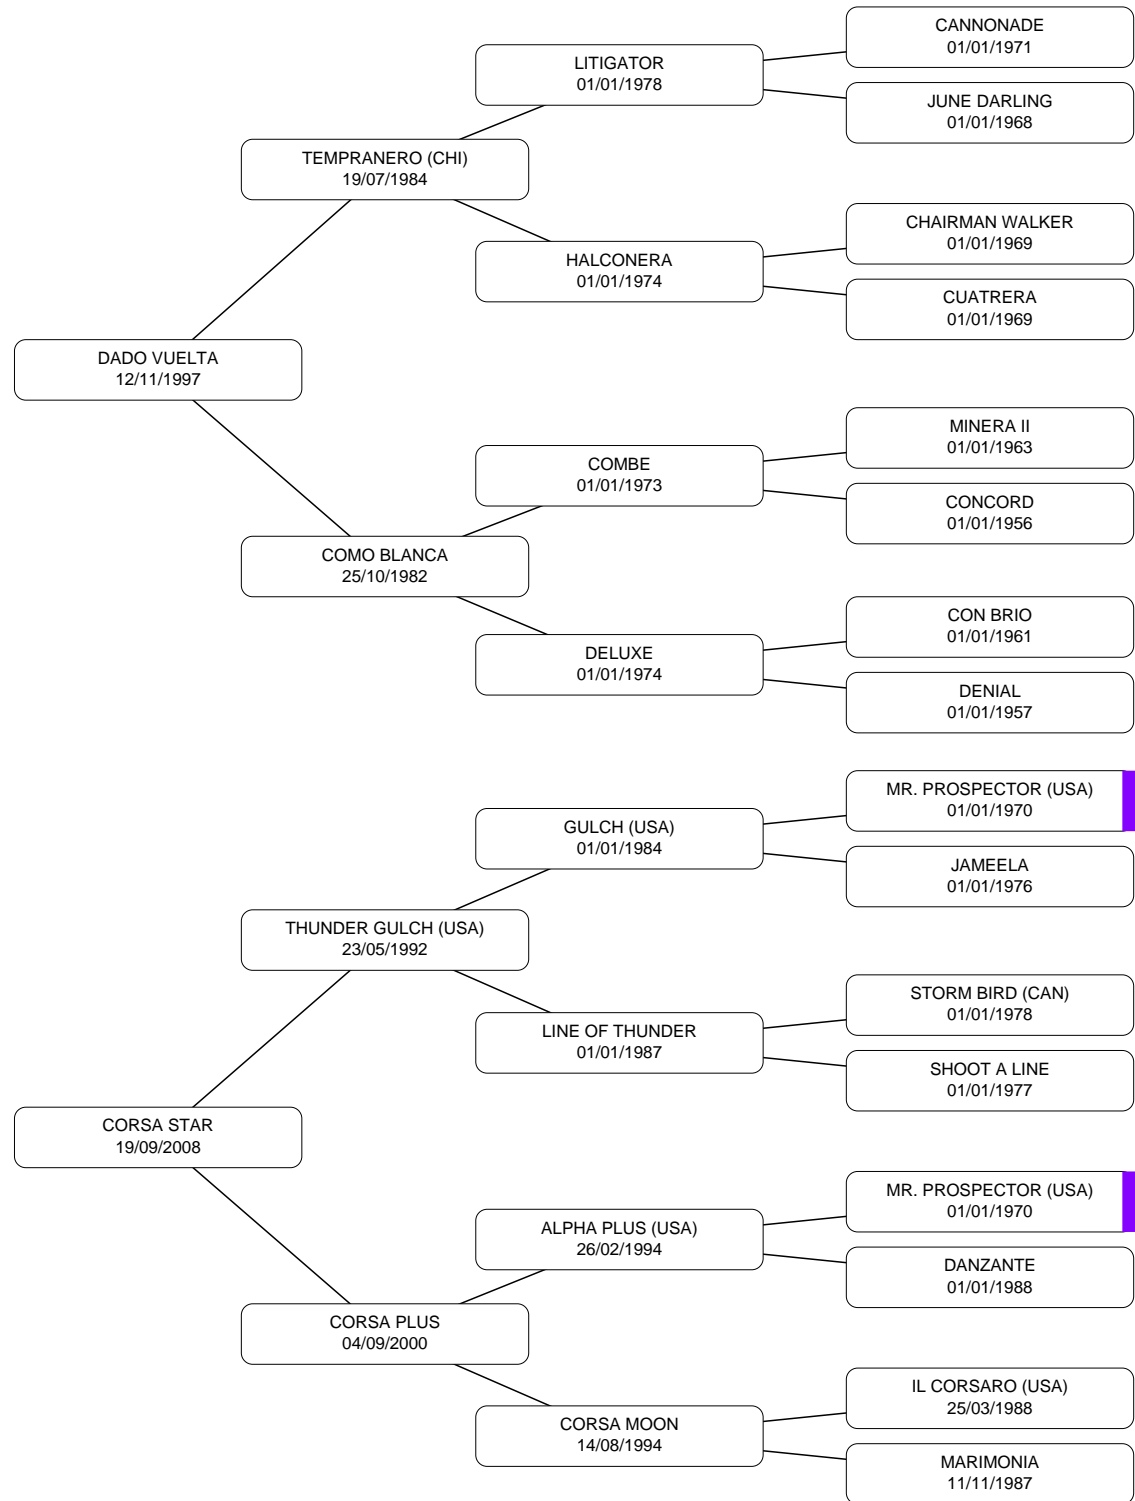 CANNONADE
01/01/1971
LITIGATOR
01/01/1978
JUNE DARLING
01/01/1968
TEMPRANERO (CHI)
19/07/1984
CHAIRMAN WALKER
01/01/1969
HALCONERA
01/01/1974
CUATRERA
01/01/1969
DADO VUELTA
12/11/1997
MINERA II
01/01/1963
COMBE
01/01/1973
CONCORD
01/01/1956
COMO BLANCA
25/10/1982
CON BRIO
01/01/1961
DELUXE
01/01/1974
DENIAL
01/01/1957
MR. PROSPECTOR (USA)
01/01/1970
GULCH (USA)
01/01/1984
JAMEELA
01/01/1976
THUNDER GULCH (USA)
23/05/1992
STORM BIRD (CAN)
01/01/1978
LINE OF THUNDER
01/01/1987
SHOOT A LINE
01/01/1977
CORSA STAR
19/09/2008
MR. PROSPECTOR (USA)
01/01/1970
ALPHA PLUS (USA)
26/02/1994
DANZANTE
01/01/1988
CORSA PLUS
04/09/2000
IL CORSARO (USA)
25/03/1988
CORSA MOON
14/08/1994
MARIMONIA
11/11/1987